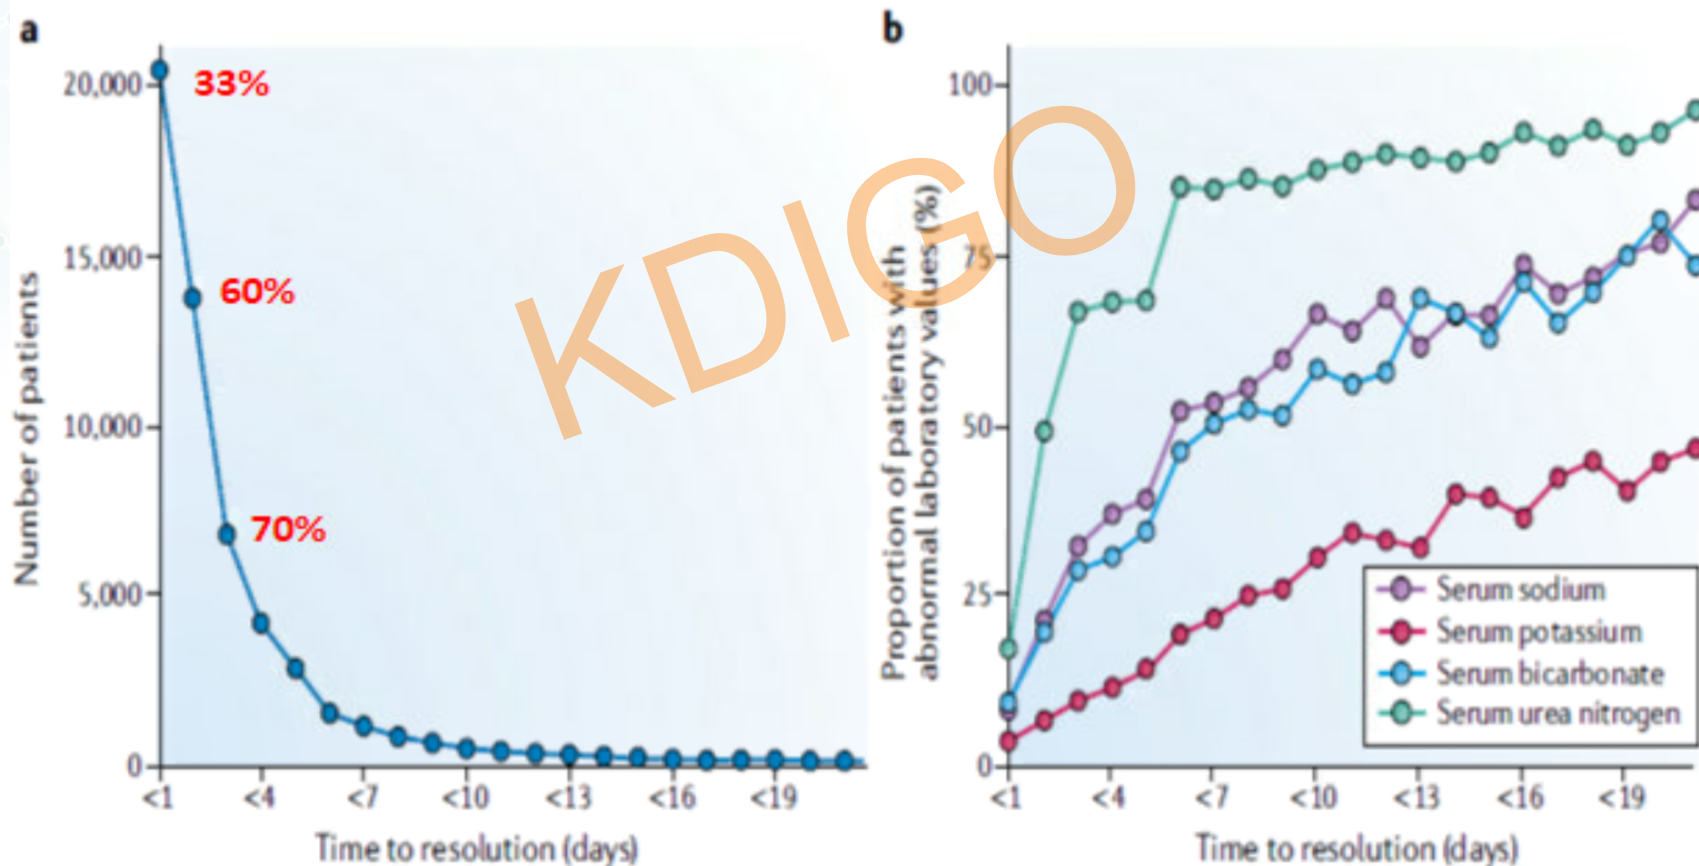 a
Number of patients
20,000
15,000
10,000
5,000
0
33%
60%
70%
<1
<4
<7
<10
<13
<16
<19
Time to resolution (days)
KDIGO
b
Proportion of patients with
abnormal laboratory values (%)
100
75
50
25
0
Serum sodium
Serum potassium
Serum bicarbonate
Serum urea nitrogen
<1
<4
<7
<10
<13
<16
<19
Time to resolution (days)